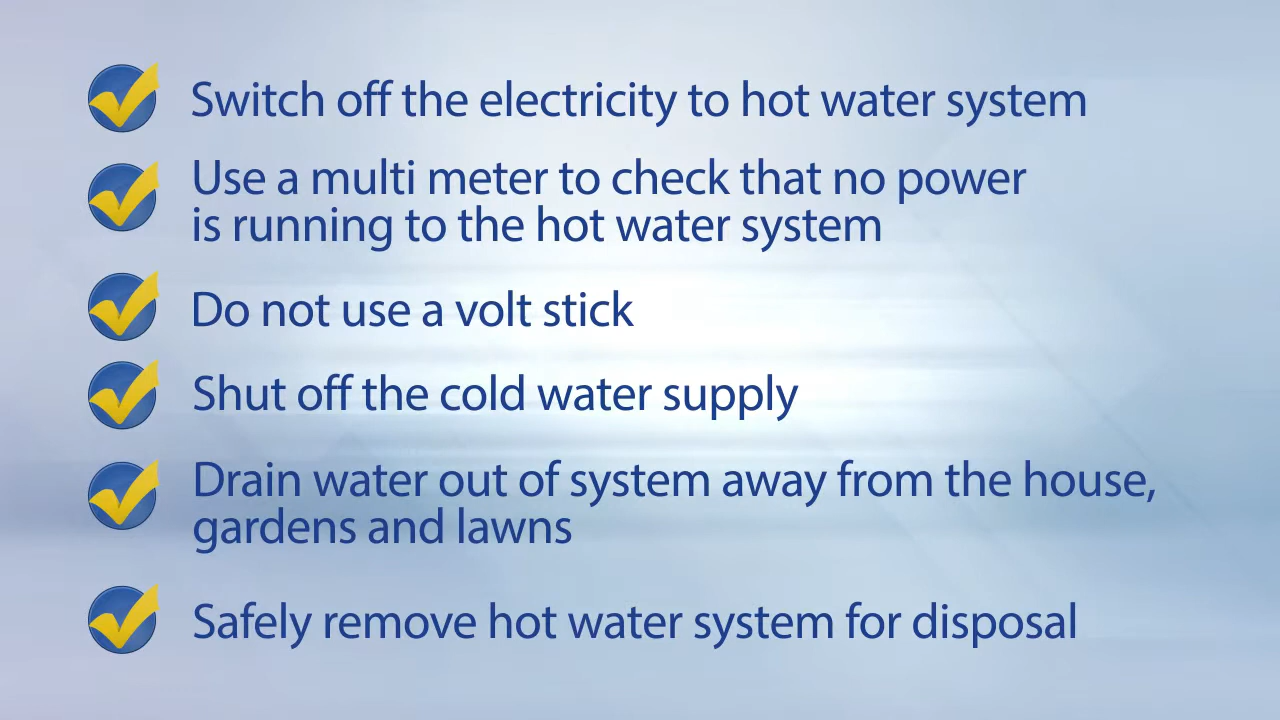 Switch off the electricity to hot water system
Use a multi meter to check that no power
is running to the hot water system
Do not use a volt stick
Shut off the cold water supply
Drain water out of system away from the house,
gardens and lawns
Safely remove hot water system for disposal